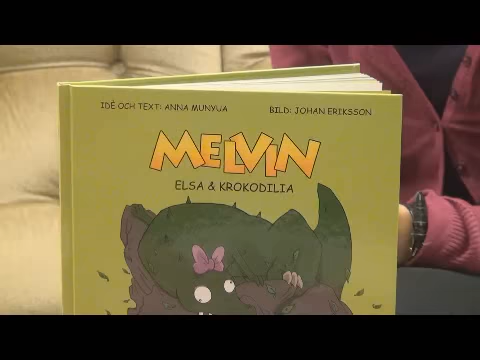 IDÉ OCH TEXT: ANNA MUNYUA
BILD: JOHAN ERIKSSON
MELVIN
ELSA & KROKODILIA